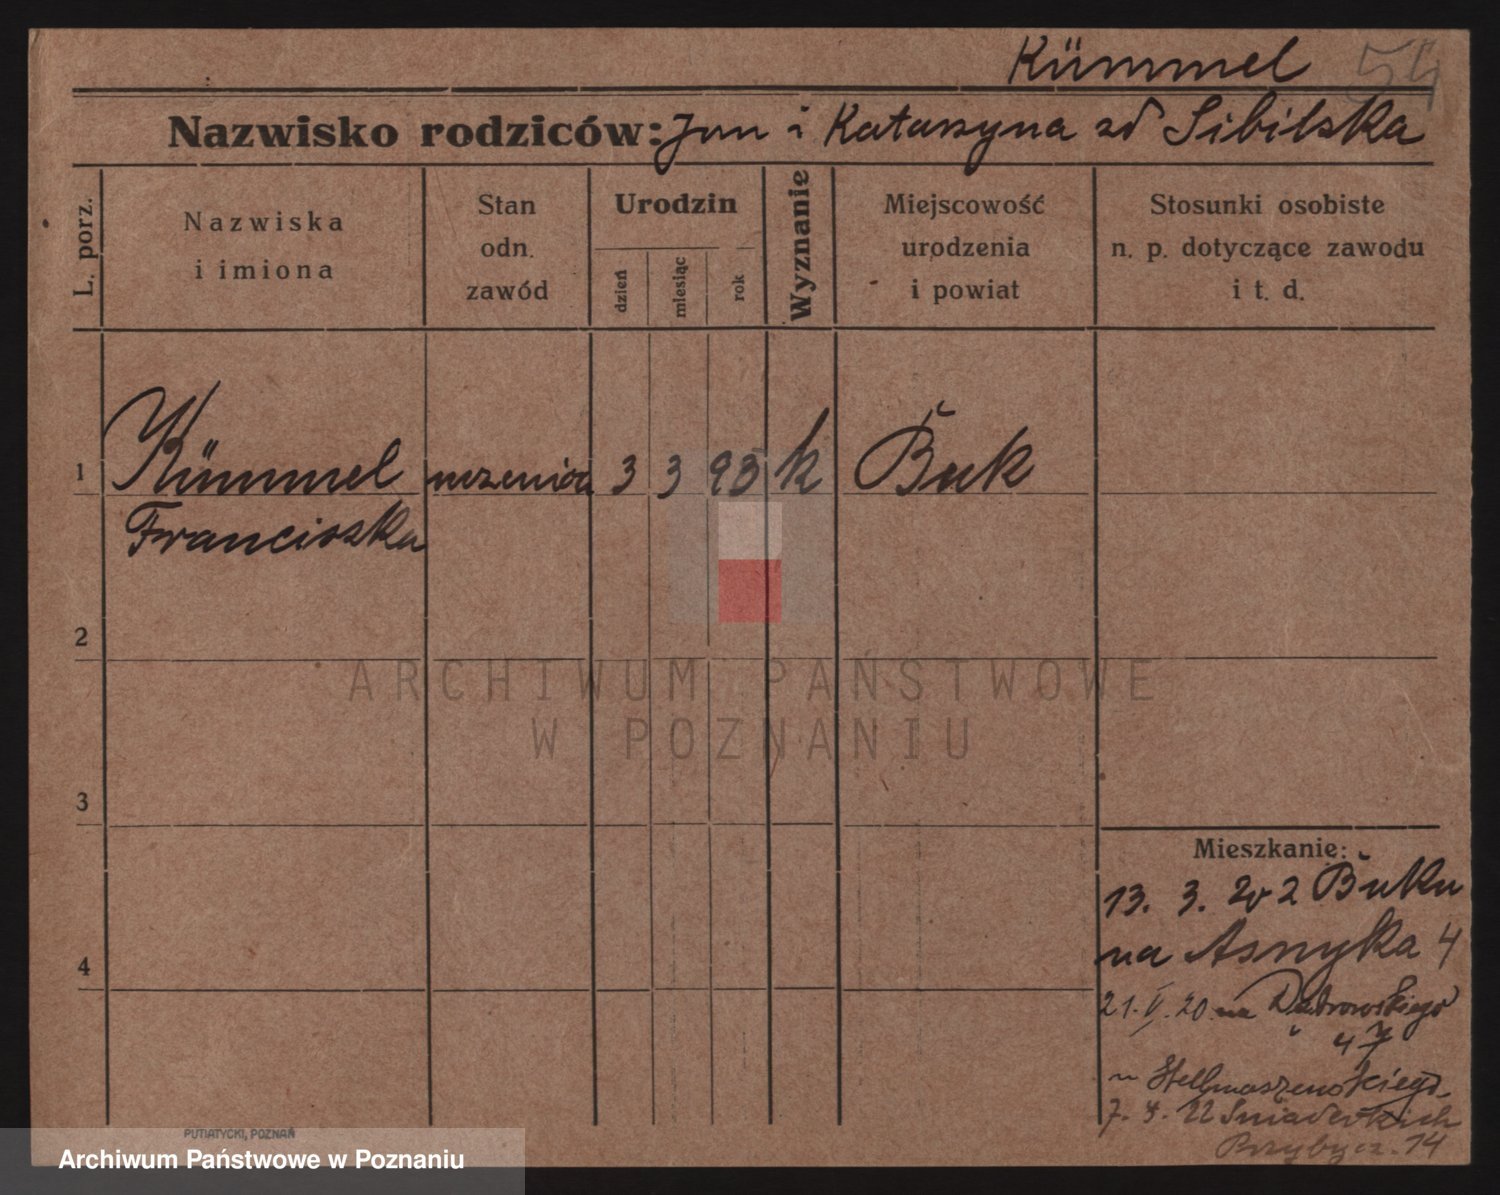 Kümmel 54
Nazwisko rodziców: Jan i Katarzyna zd Sibilska
L. porz.
Nazwiska
i imiona
Stan
odn.
zawód
Urodzin
dzień
miesiąc
rok
Wyznanie
Miejscowość
urodzenia
i powiat
Stosunki osobiste
n. p. dotyczące zawodu
i t. d.
1
Kümmel uczenica 3 3 93 k Buk
Franciszka
2
3
4
ARCHIWUM PAŃSTWOWE
W POZNANIU
Mieszkanie:
13. 3. 20 z Buku
na Asnyka 4
21. V. 20 na Dąbrowskiego
47
u
7. 4. 22 Śniadeckich
Przybycz. 14
PUTIATYCKI, POZNAŃ
Archiwum Państwowe w Poznaniu